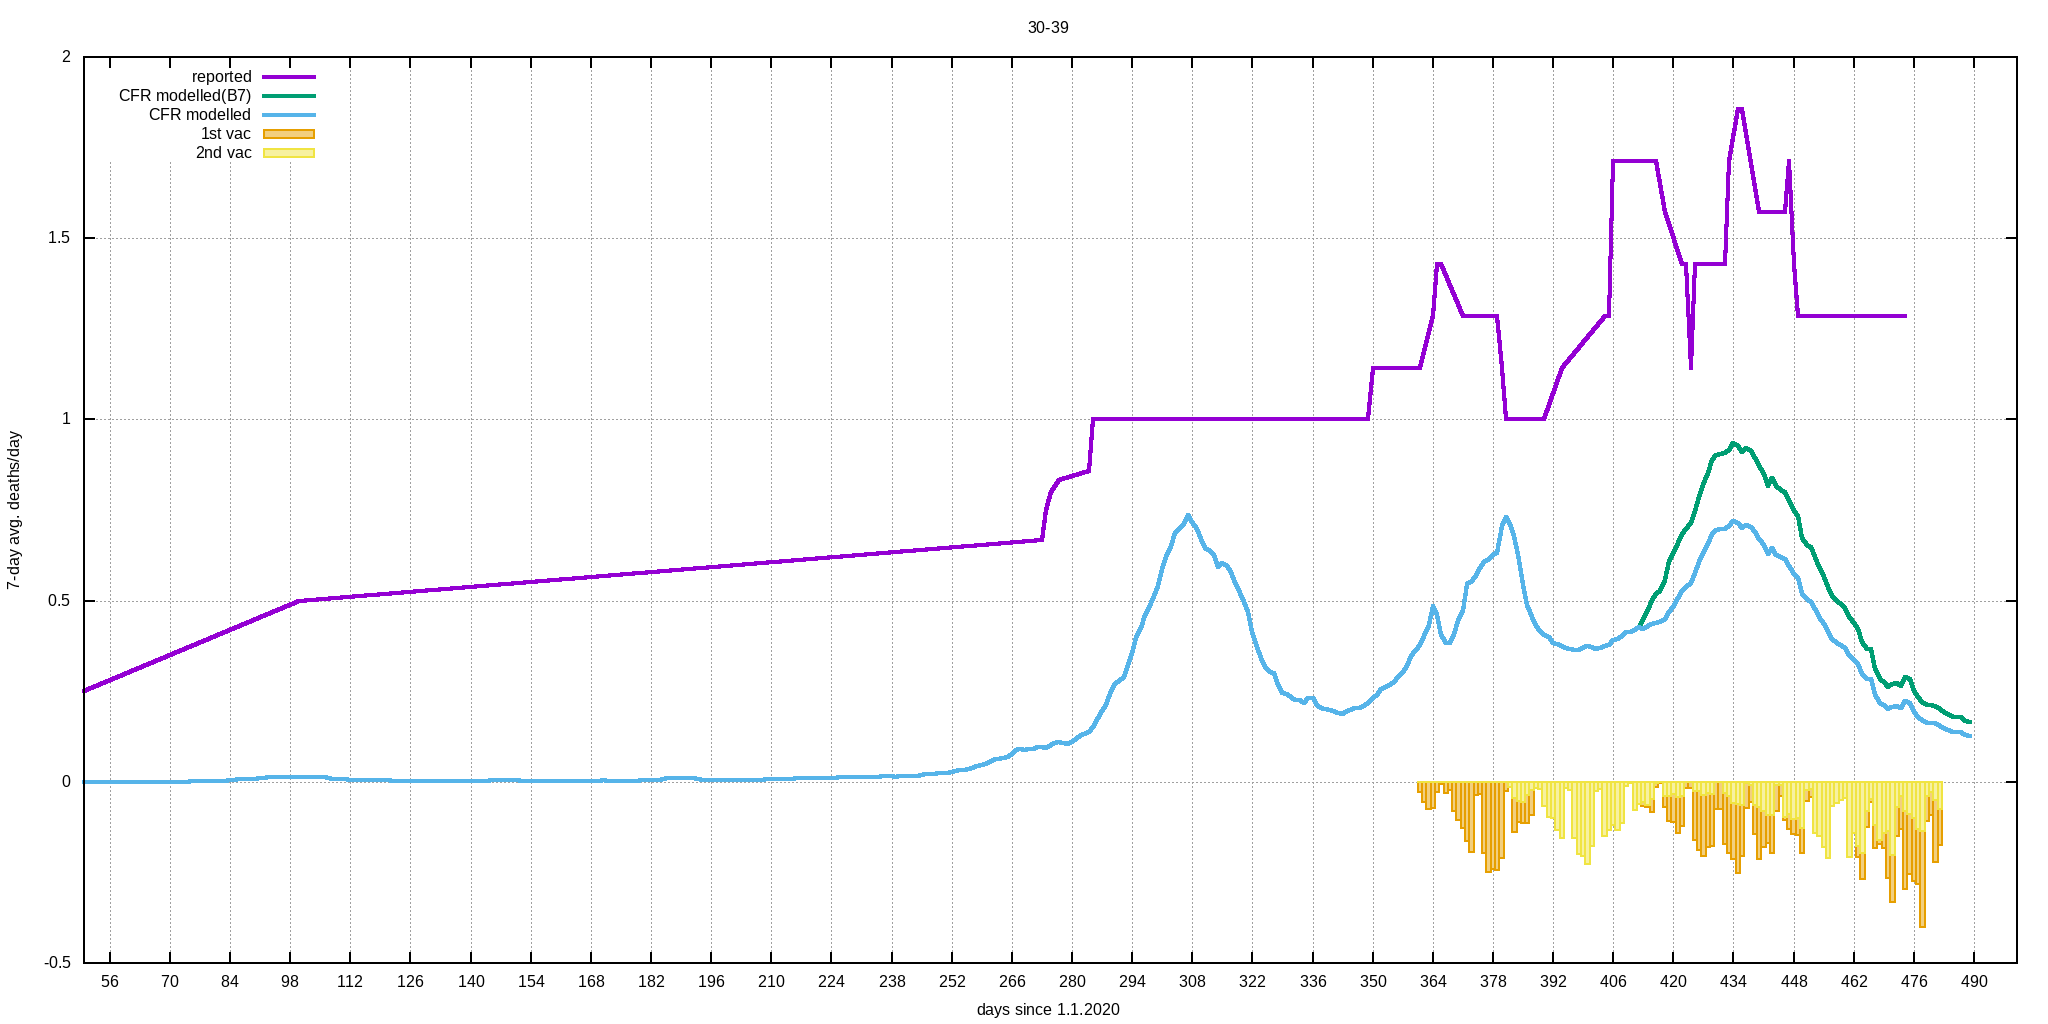 30-39
2
1.5
1
0.5
0
-0.5
7-day avg. deaths/day
reported
CFR modelled(B7)
CFR modelled
1st vac
2nd vac
56 70 84 98 112 126 140 154 168 182 196 210 224 238 252 266 280 294 308 322 336 350 364 378 392 406 420 434 448 462 476 490
days since 1.1.2020